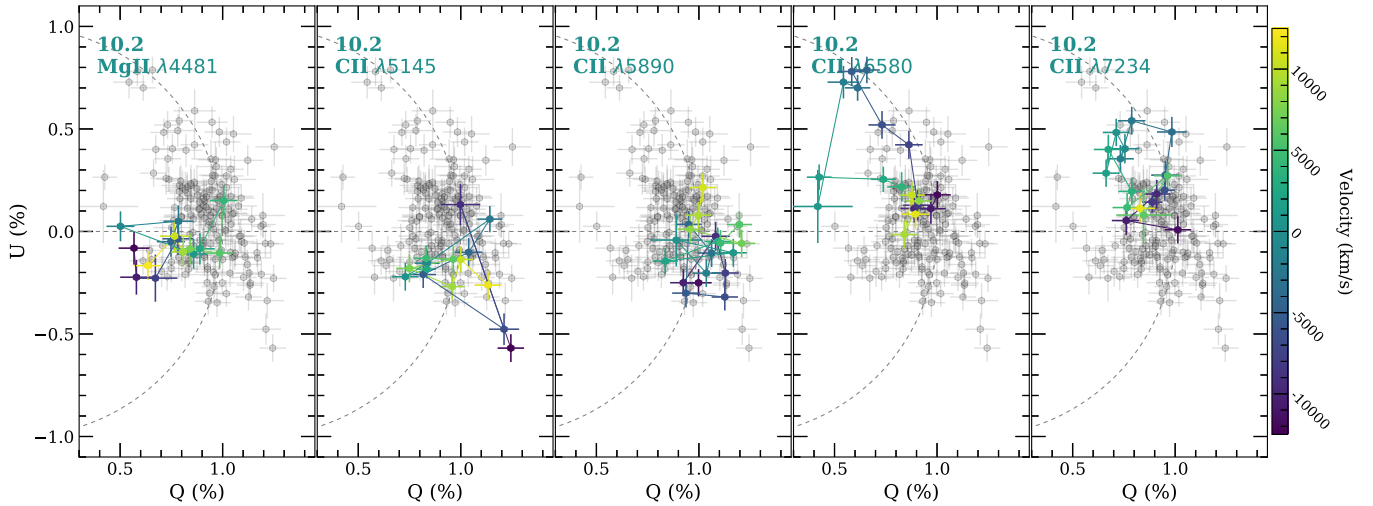 10.2
MgII λ4481
10.2
CII λ5145
10.2
CII λ5890
10.2
CII λ6580
10.2
CII λ7234
1.0
0.5
0.0
−0.5
−1.0
U (%)
0.5 1.0
0.5 1.0
0.5 1.0
0.5 1.0
0.5 1.0
Q (%)
Q (%)
Q (%)
Q (%)
Q (%)
10000
5000
0
-5000
-10000
Velocity (km/s)